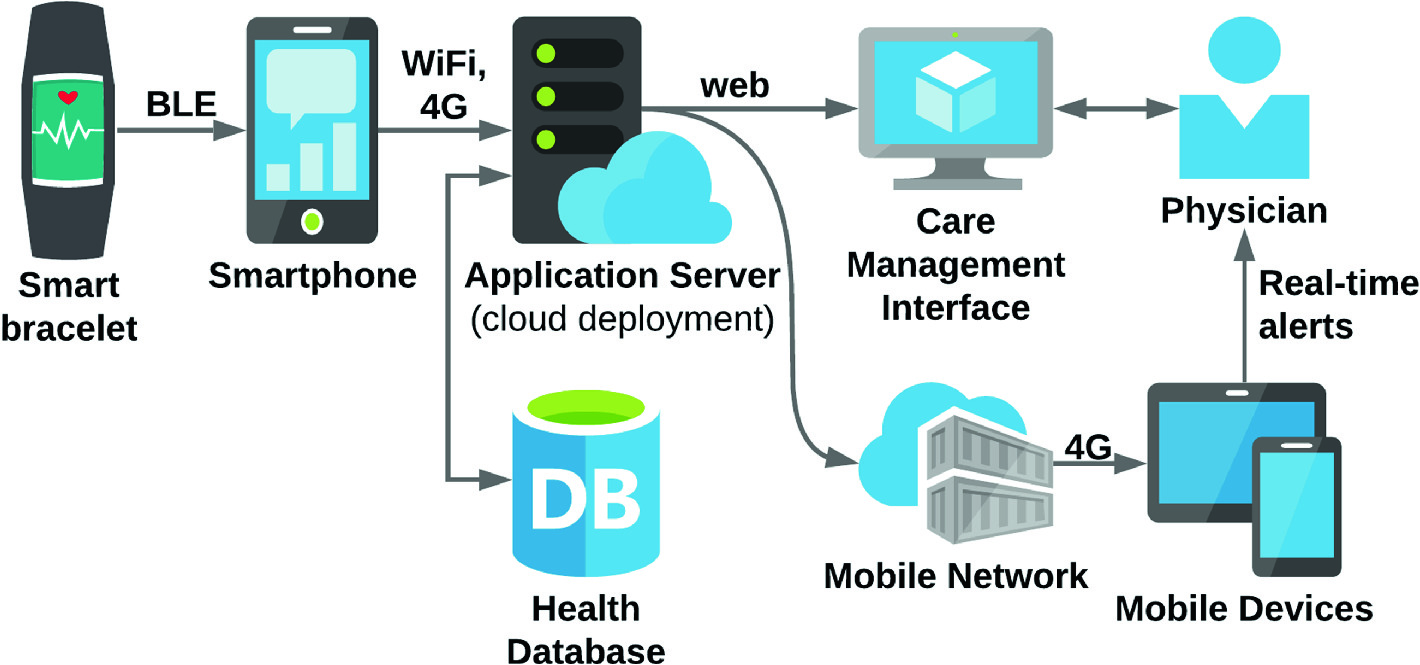 BLE
WiFi,
4G
web
Smart
bracelet
Smartphone
Application Server
(cloud deployment)
Care
Management
Interface
Physician
Real-time
alerts
DB
Health
Database
4G
Mobile Network
Mobile Devices